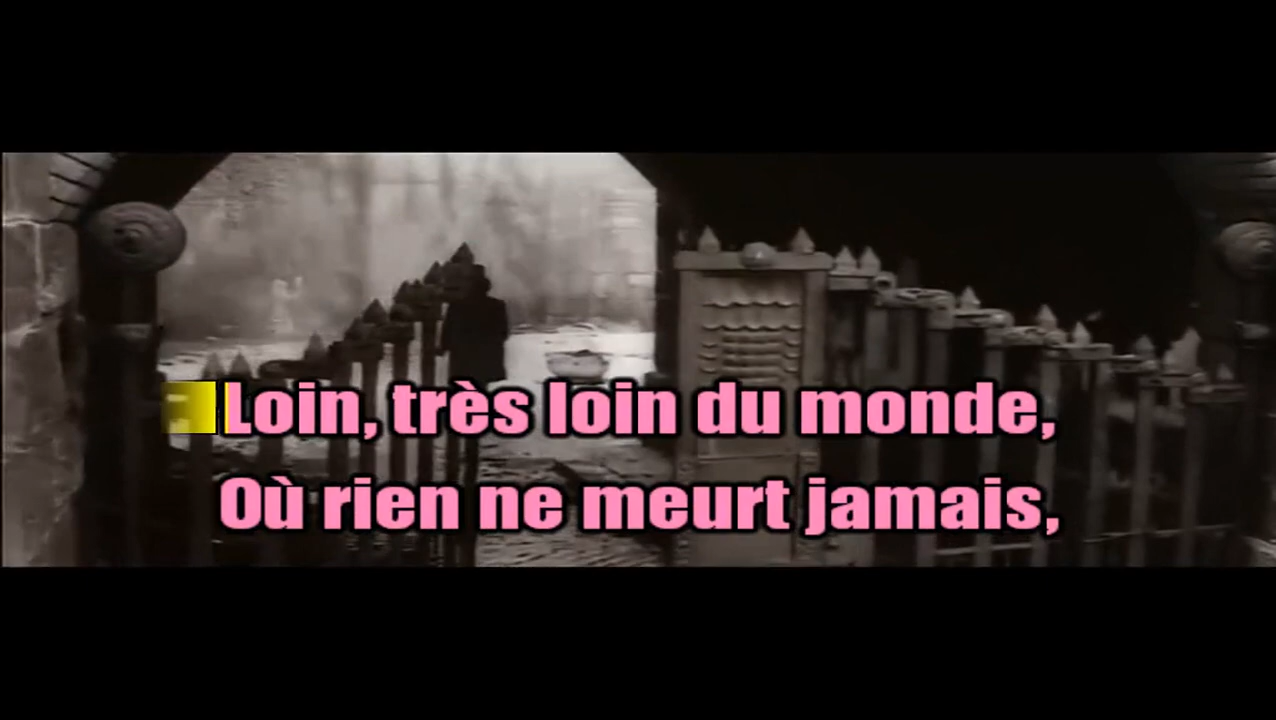 Loin, très loin du monde,
Où rien ne meurt jamais,